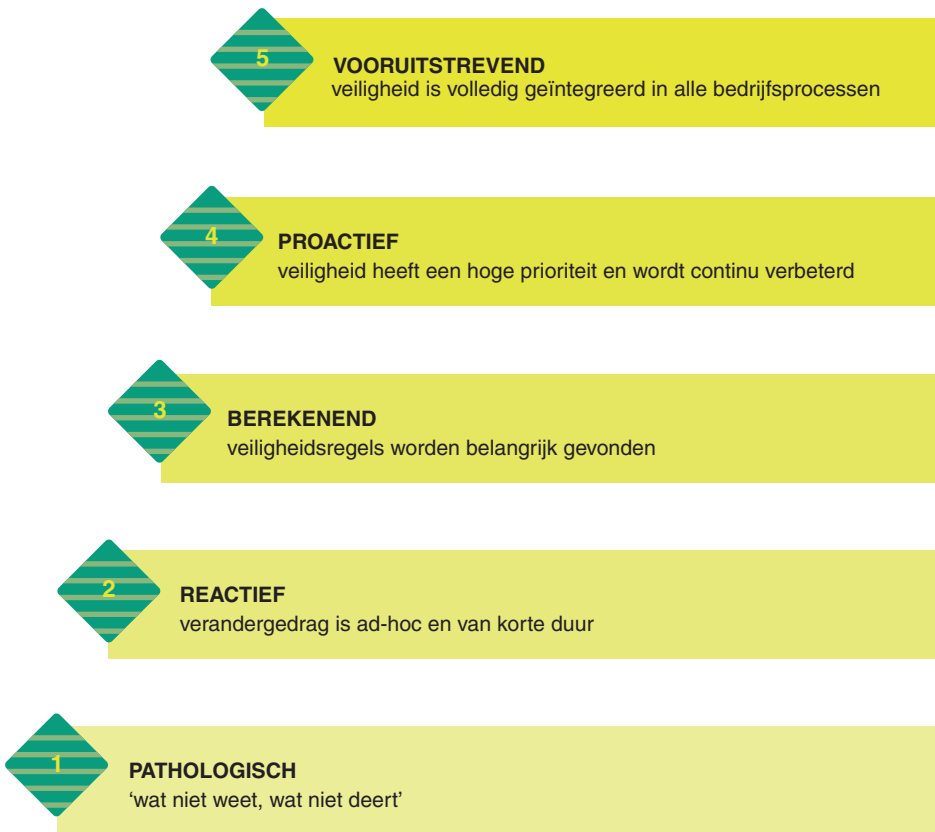 5
VOORUITSTREVEND
veiligheid is volledig geïntegreerd in alle bedrijfsprocessen
4
PROACTIEF
veiligheid heeft een hoge prioriteit en wordt continu verbeterd
3
BEREKENEND
veiligheidsregels worden belangrijk gevonden
2
REACTIEF
verandergedrag is ad-hoc en van korte duur
1
PATHOLOGISCH
‘wat niet weet, wat niet deert’